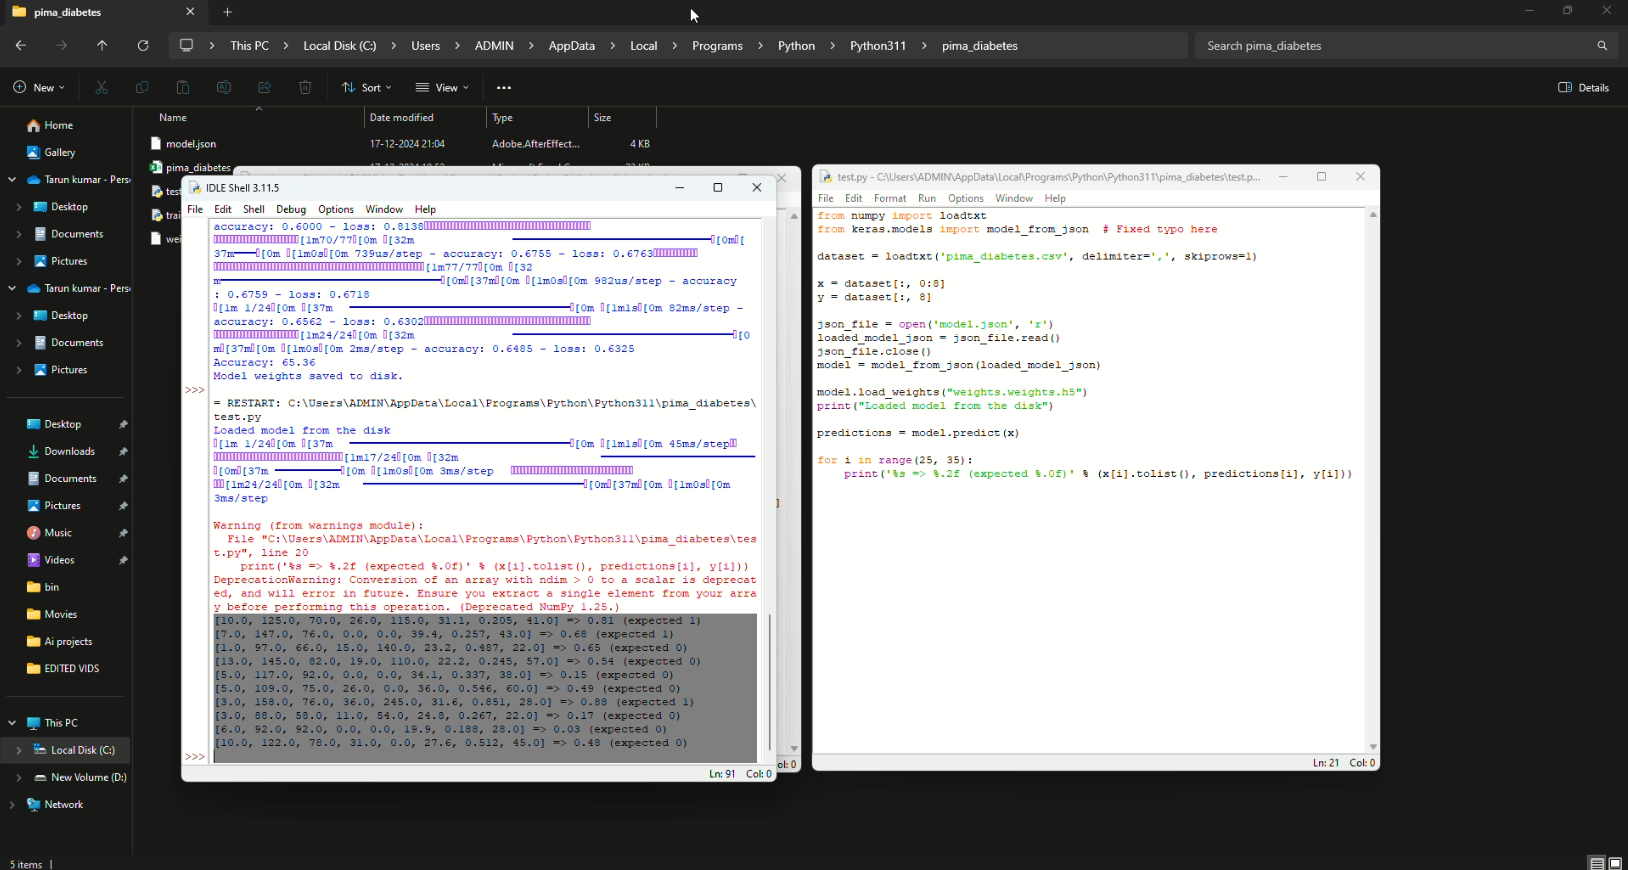 pima_diabetes
This PC > Local Disk (C:) > Users > ADMIN > AppData > Local > Programs > Python > Python311 > pima_diabetes
Search pima_diabetes
New
Sort
View
Details
Name Date modified Type Size
Home
Gallery
Tarun kumar - Pers
Desktop
Documents
Pictures
Tarun kumar - Pers
Desktop
Documents
Pictures
Desktop
Downloads
Documents
Pictures
Music
Videos
bin
Movies
Ai projects
EDITED VIDS
This PC
Local Disk (C:)
New Volume (D:)
Network
5 items
model.json 17-12-2024 21:04 Adobe.AfterEffect... 4 KB
pima_diabetes
test
trai
wei
IDLE Shell 3.11.5
File Edit Shell Debug Options Window Help
accuracy: 0.6000 - loss: 0.8138
[1m70/77[0m [32m [0m[
37m [0m [1m0s[0m 739us/step - accuracy: 0.6755 - loss: 0.6763
[1m77/77[0m [32
m [0m[37m[0m [1m0s[0m 982us/step - accuracy
: 0.6759 - loss: 0.6718
[1m 1/24[0m [37m [0m [1m1s[0m 82ms/step -
accuracy: 0.6562 - loss: 0.6302
[1m24/24[0m [32m [0
m[37m[0m [1m0s[0m 2ms/step - accuracy: 0.6485 - loss: 0.6325
Accuracy: 65.36
Model weights saved to disk.
>>>
= RESTART: C:\Users\ADMIN\AppData\Local\Programs\Python\Python311\pima_diabetes\
test.py
Loaded model from the disk
[1m 1/24[0m [37m [0m [1m1s[0m 45ms/step
[1m17/24[0m [32m
[0m[37m [0m [1m0s[0m 3ms/step
[1m24/24[0m [32m [0m[37m[0m [1m0s[0m
3ms/step
Warning (from warnings module):
File "C:\Users\ADMIN\AppData\Local\Programs\Python\Python311\pima_diabetes\tes
t.py", line 20
print('%s => %.2f (expected %.0f)' % (x[i].tolist(), predictions[i], y[i]))
DeprecationWarning: Conversion of an array with ndim > 0 to a scalar is deprecat
ed, and will error in future. Ensure you extract a single element from your arra
y before performing this operation. (Deprecated NumPy 1.25.)
[10.0, 125.0, 70.0, 26.0, 115.0, 31.1, 0.205, 41.0] => 0.81 (expected 1)
[7.0, 147.0, 76.0, 0.0, 0.0, 39.4, 0.257, 43.0] => 0.68 (expected 1)
[1.0, 97.0, 66.0, 15.0, 140.0, 23.2, 0.487, 22.0] => 0.65 (expected 0)
[13.0, 145.0, 82.0, 19.0, 110.0, 22.2, 0.245, 57.0] => 0.54 (expected 0)
[5.0, 117.0, 92.0, 0.0, 0.0, 34.1, 0.337, 38.0] => 0.15 (expected 0)
[5.0, 109.0, 75.0, 26.0, 0.0, 36.0, 0.546, 60.0] => 0.49 (expected 0)
[3.0, 158.0, 76.0, 36.0, 245.0, 31.6, 0.851, 28.0] => 0.88 (expected 1)
[3.0, 88.0, 58.0, 11.0, 54.0, 24.8, 0.267, 22.0] => 0.17 (expected 0)
[6.0, 92.0, 92.0, 0.0, 0.0, 19.9, 0.188, 28.0] => 0.03 (expected 0)
[10.0, 122.0, 78.0, 31.0, 0.0, 27.6, 0.512, 45.0] => 0.48 (expected 0)
>>>
Ln: 91 Col: 0
ol: 0
test.py - C:\Users\ADMIN\AppData\Local\Programs\Python\Python311\pima_diabetes\test.p...
File Edit Format Run Options Window Help
from numpy import loadtxt
from keras.models import model_from_json # Fixed typo here
dataset = loadtxt('pima_diabetes.csv', delimiter=',', skiprows=1)
x = dataset[:, 0:8]
y = dataset[:, 8]
json_file = open('model.json', 'r')
loaded_model_json = json_file.read()
json_file.close()
model = model_from_json(loaded_model_json)
model.load_weights("weights.weights.h5")
print("Loaded model from the disk")
predictions = model.predict(x)
for i in range(25, 35):
print('%s => %.2f (expected %.0f)' % (x[i].tolist(), predictions[i], y[i]))
Ln: 21 Col: 0